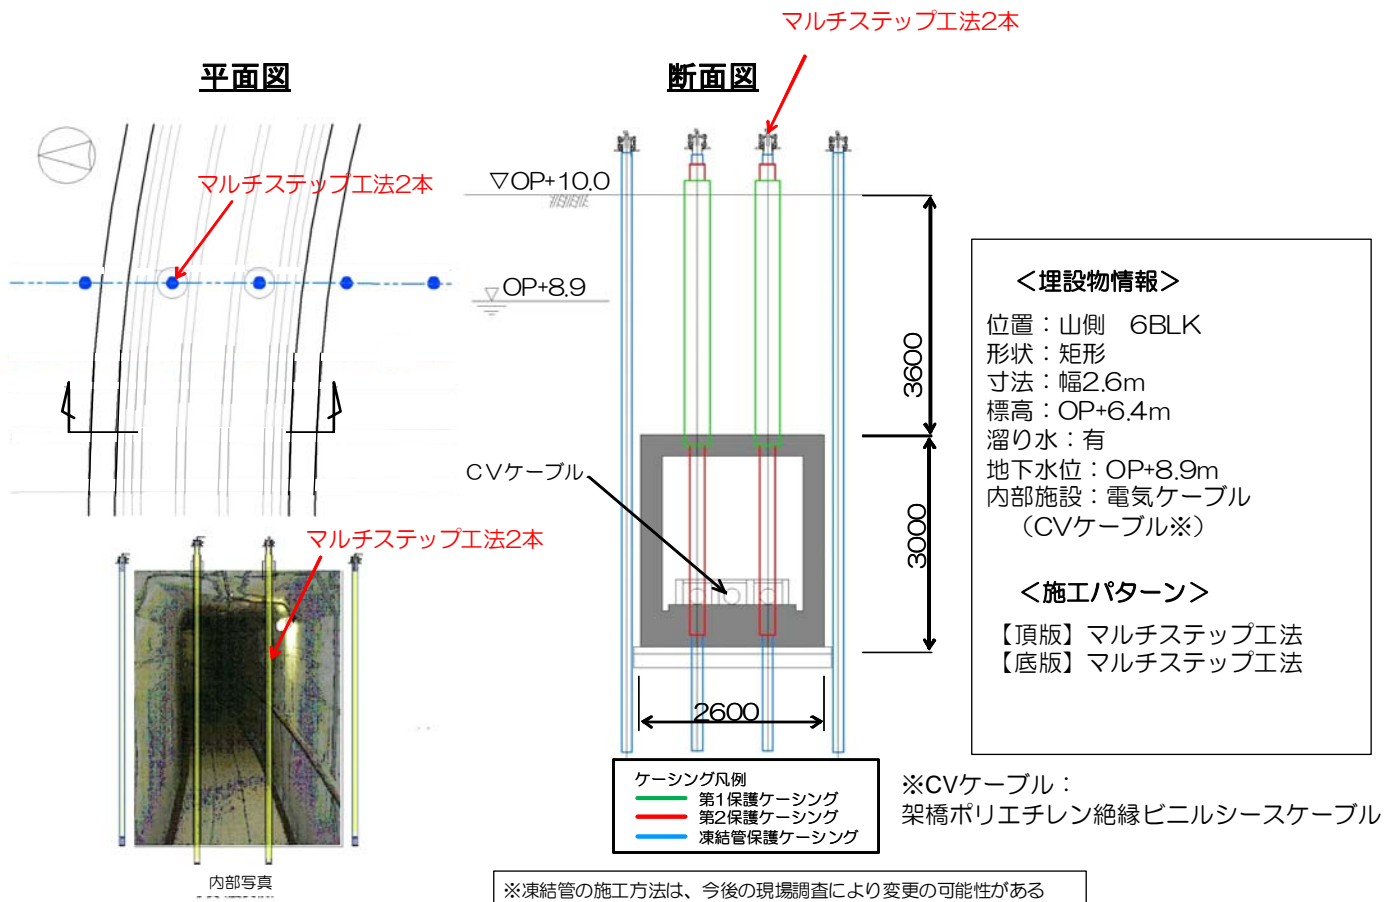 マルチステップ工法2本
平面図
断面図
マルチステップ工法2本
▽OP+10.0
▽OP+8.9
3600
3000
2600
CVケーブル
マルチステップ工法2本
内部写真
＜埋設物情報＞
位置：山側　6BLK
形状：矩形
寸法：幅2.6m
標高：OP+6.4m
溜り水：有
地下水位：OP+8.9m
内部施設：電気ケーブル
（CVケーブル※）
＜施工パターン＞
【頂版】マルチステップ工法
【底版】マルチステップ工法
ケーシング凡例
第1保護ケーシング
第2保護ケーシング
凍結管保護ケーシング
※CVケーブル：
架橋ポリエチレン絶縁ビニルシースケーブル
※凍結管の施工方法は、今後の現場調査により変更の可能性がある